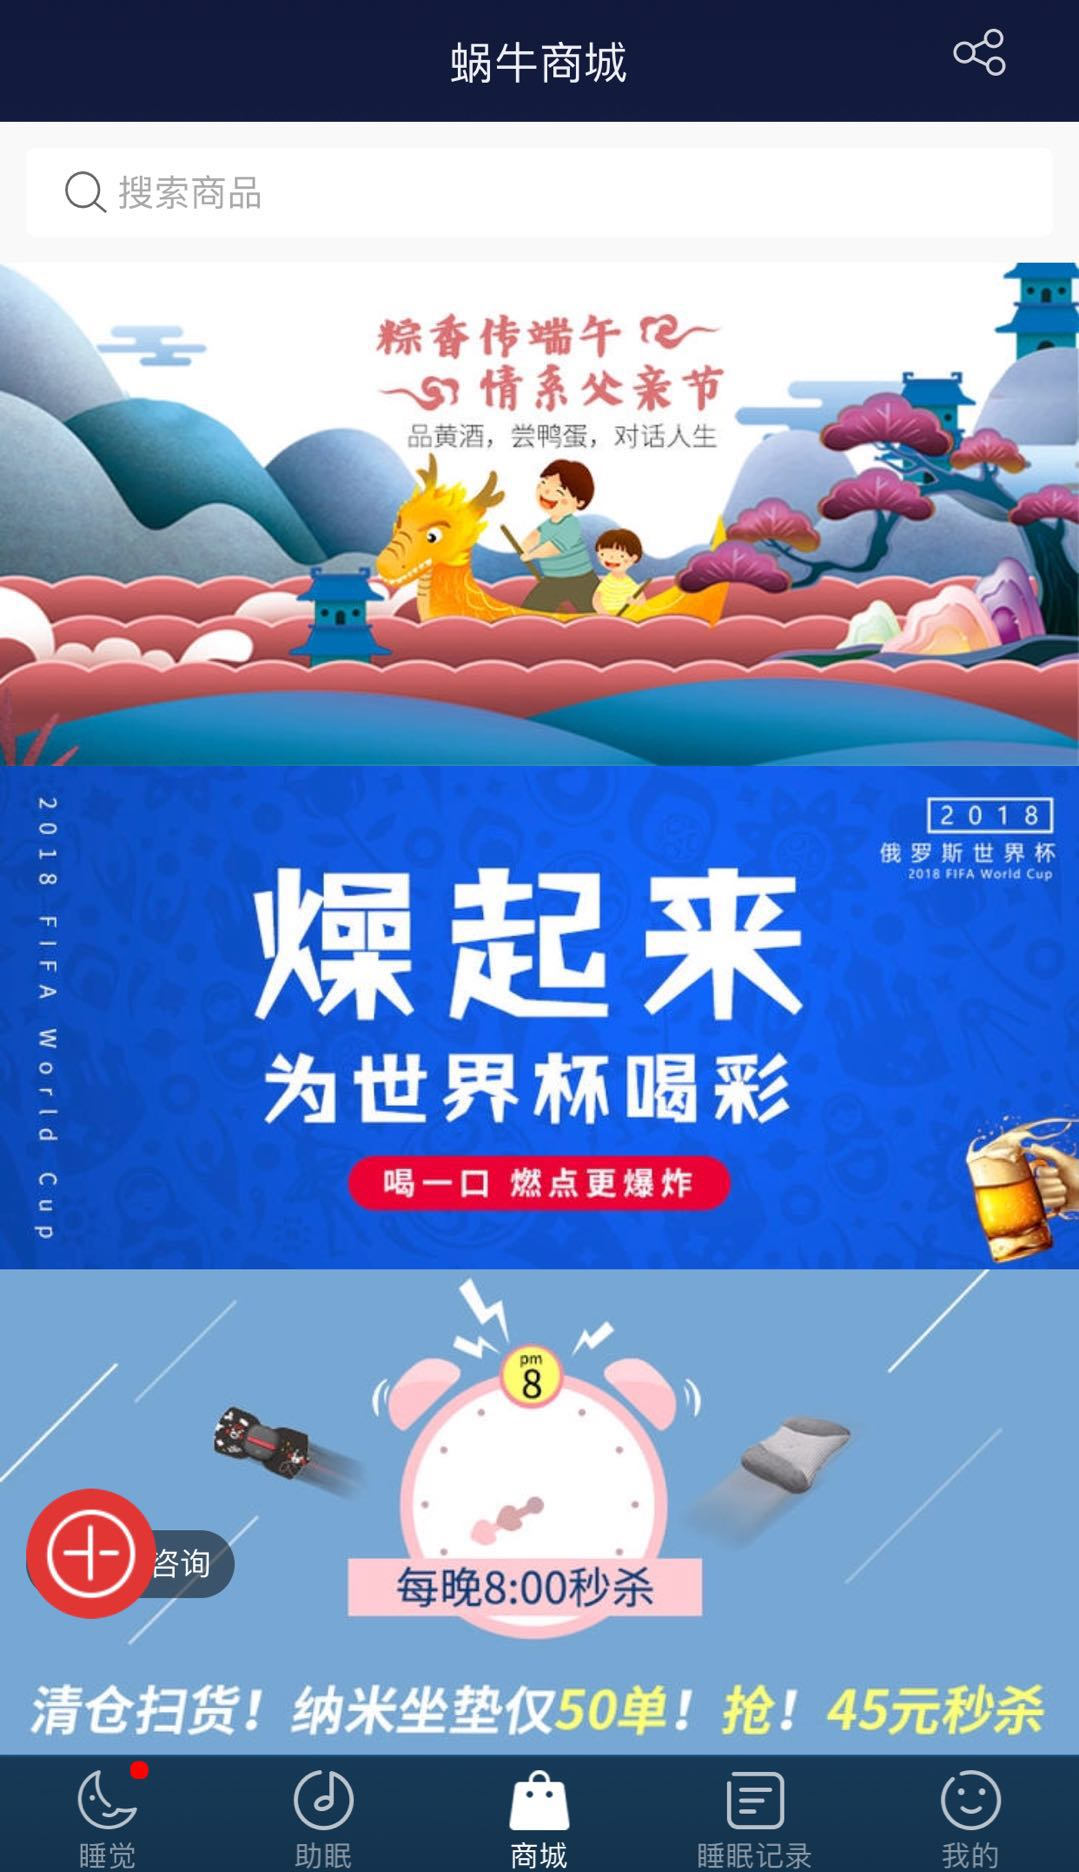 蜗牛商城
搜索商品
粽香传端午
情系父亲节
品黄酒，尝鸭蛋，对话人生
2018 FIFA World Cup
2018
俄罗斯世界杯
2018 FIFA World Cup
燥起来
为世界杯喝彩
喝一口 燃点更爆炸
pm
8
咨询
每晚8:00秒杀
清仓扫货！纳米坐垫仅50单！抢！45元秒杀
睡觉
助眠
商城
睡眠记录
我的